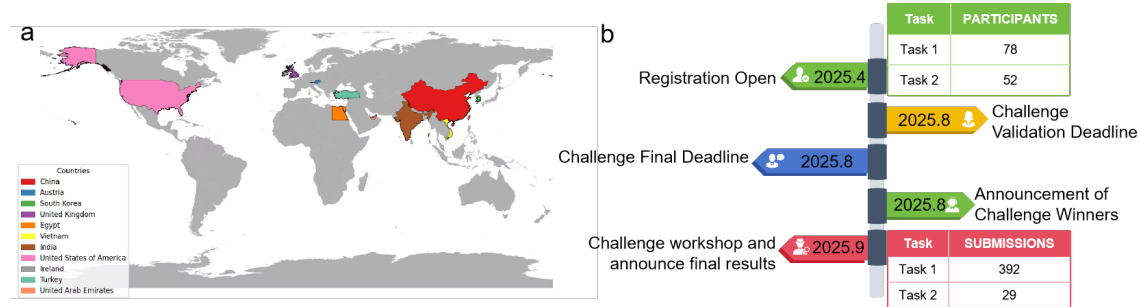 a
Countries
China
Austria
South Korea
United Kingdom
Egypt
Vietnam
India
United States of America
Ireland
Turkey
United Arab Emirates
b
Task PARTICIPANTS
Task 1 78
Task 2 52
Registration Open 2025.4
2025.8 Challenge
Validation Deadline
Challenge Final Deadline 2025.8
2025.8 Announcement of
Challenge Winners
Challenge workshop and
announce final results 2025.9
Task SUBMISSIONS
Task 1 392
Task 2 29